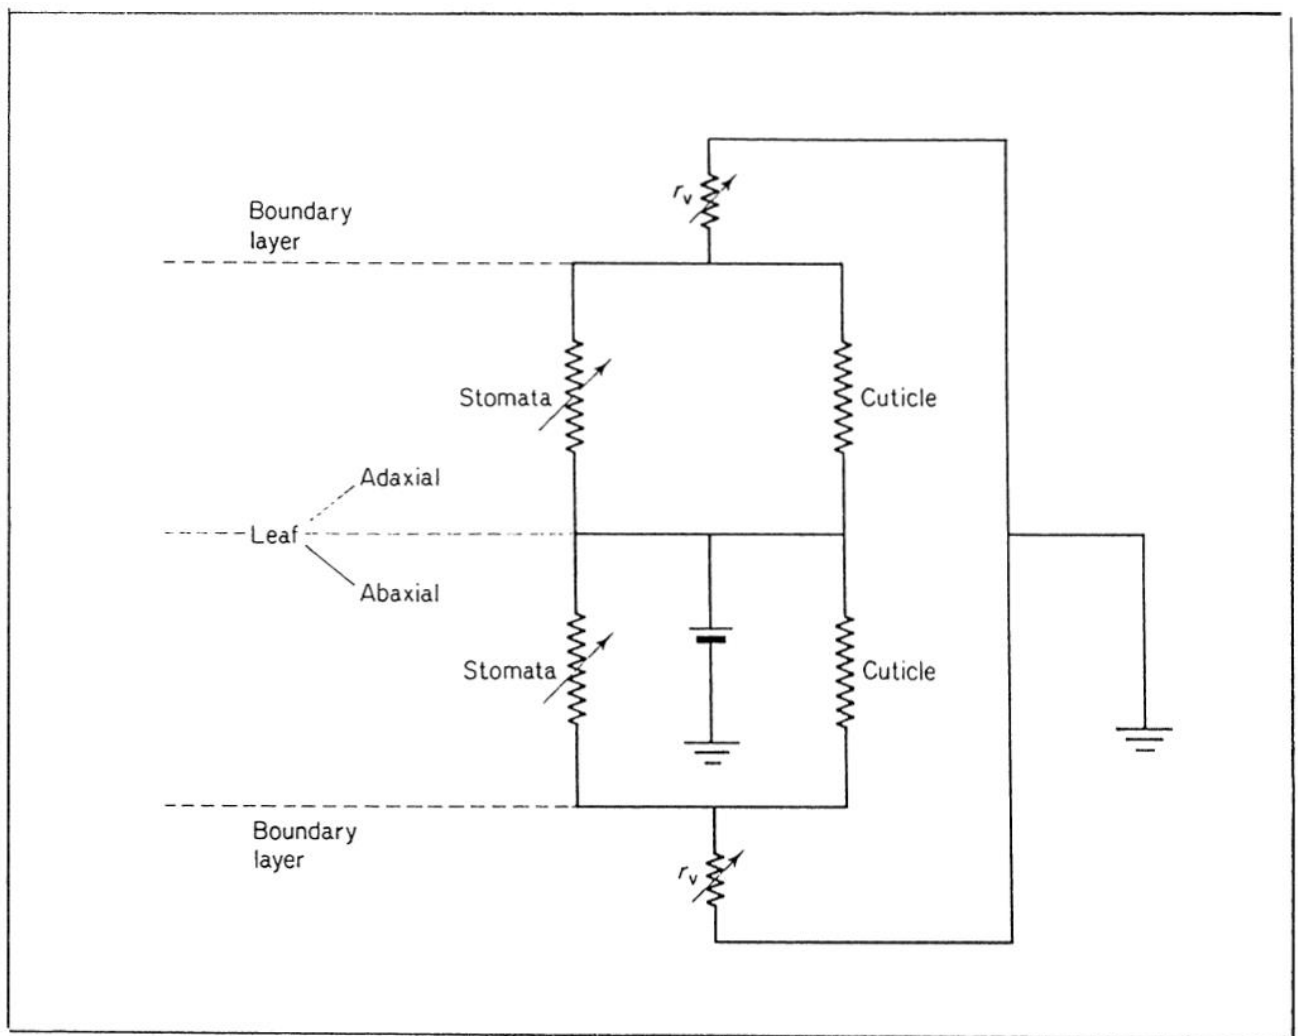 r_v
Boundary
layer
Stomata
Cuticle
Adaxial
Leaf
Abaxial
Stomata
Cuticle
Boundary
layer
r_v